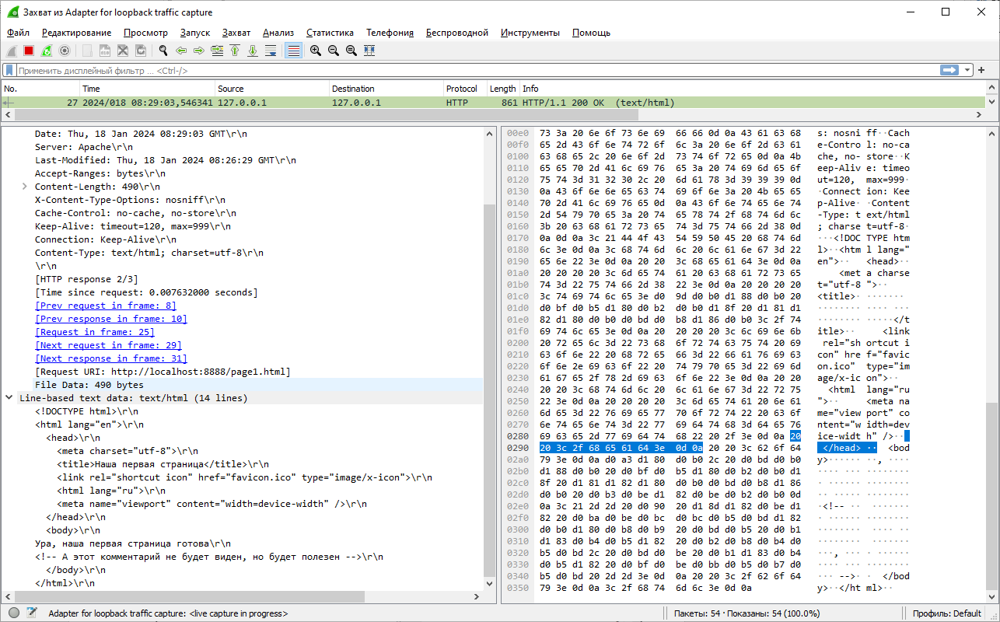 Захват из Adapter for loopback traffic capture
Файл Редактирование Просмотр Запуск Захват Анализ Статистика Телефония Беспроводной Инструменты Помощь
Применить дисплейный фильтр ... <Ctrl-/>
No. Time Source Destination Protocol Length Info
27 2024/018 08:29:03,546341 127.0.0.1 127.0.0.1 HTTP 861 HTTP/1.1 200 OK (text/html)
Date: Thu, 18 Jan 2024 08:29:03 GMT\r\n
Server: Apache\r\n
Last-Modified: Thu, 18 Jan 2024 08:26:29 GMT\r\n
Accept-Ranges: bytes\r\n
Content-Length: 490\r\n
X-Content-Type-Options: nosniff\r\n
Cache-Control: no-cache, no-store\r\n
Keep-Alive: timeout=120, max=999\r\n
Connection: Keep-Alive\r\n
Content-Type: text/html; charset=utf-8\r\n
\r\n
[HTTP response 2/3]
[Time since request: 0.007632000 seconds]
[Prev request in frame: 8]
[Prev response in frame: 10]
[Request in frame: 25]
[Next request in frame: 29]
[Next response in frame: 31]
[Request URI: http://localhost:8888/page1.html]
File Data: 490 bytes
Line-based text data: text/html (14 lines)
<!DOCTYPE html>\r\n
<html lang="en">\r\n
<head>\r\n
<meta charset="utf-8">\r\n
<title>Наша первая страница</title>\r\n
<link rel="shortcut icon" href="favicon.ico" type="image/x-icon">\r\n
<html lang="ru">\r\n
<meta name="viewport" content="width=device-width" />\r\n
</head>\r\n
<body>\r\n
Ура, наша первая страница готова\r\n
<!-- А этот комментарий не будет виден, но будет полезен -->\r\n
</body>\r\n
</html>\r\n
00e0 73 3a 20 6e 6f 73 6e 69 66 66 0d 0a 43 61 63 68 s: nosni ff··Cach
00f0 65 2d 43 6f 6e 74 72 6f 6c 3a 20 6e 6f 2d 63 61 e-Contro l: no-ca
0100 63 68 65 2c 20 6e 6f 2d 73 74 6f 72 65 0d 0a 4b che, no- store··K
0110 65 65 70 2d 41 6c 69 76 65 3a 20 74 69 6d 65 6f eep-Aliv e: timeo
0120 75 74 3d 31 32 30 2c 20 6d 61 78 3d 39 39 39 0d ut=120, max=999·
0130 0a 43 6f 6e 6e 65 63 74 69 6f 6e 3a 20 4b 65 65 ·Connect ion: Kee
0140 70 2d 41 6c 69 76 65 0d 0a 43 6f 6e 74 65 6e 74 p-Alive· ·Content
0150 2d 54 79 70 65 3a 20 74 65 78 74 2f 68 74 6d 6c -Type: t ext/html
0160 3b 20 63 68 61 72 73 65 74 3d 75 74 66 2d 38 0d ; charse t=utf-8·
0170 0a 0d 0a 3c 21 44 4f 43 54 59 50 45 20 68 74 6d ···<!DOC TYPE htm
0180 6c 3e 0d 0a 3c 68 74 6d 6c 20 6c 61 6e 67 3d 22 l>··<htm l lang="
0190 65 6e 22 3e 0d 0a 20 20 3c 68 65 61 64 3e 0d 0a en">·· <head>··
01a0 20 20 20 20 3c 6d 65 74 61 20 63 68 61 72 73 65 <met a charse
01b0 74 3d 22 75 74 66 2d 38 22 3e 0d 0a 20 20 20 20 t="utf-8 ">··
01c0 3c 74 69 74 6c 65 3e d0 9d d0 b0 d1 88 d0 b0 20 <title>· ·······
01d0 d0 bf d0 b5 d1 80 d0 b2 d0 b0 d1 8f 20 d1 81 d1 ········ ···· ···
01e0 82 d1 80 d0 b0 d0 bd d0 b8 d1 86 d0 b0 3c 2f 74 ········ ·····</t
01f0 69 74 6c 65 3e 0d 0a 20 20 20 20 3c 6c 69 6e 6b itle>·· <link
0200 20 72 65 6c 3d 22 73 68 6f 72 74 63 75 74 20 69 rel="sh ortcut i
0210 63 6f 6e 22 20 68 72 65 66 3d 22 66 61 76 69 63 con" hre f="favic
0220 6f 6e 2e 69 63 6f 22 20 74 79 70 65 3d 22 69 6d on.ico" type="im
0230 61 67 65 2f 78 2d 69 63 6f 6e 22 3e 0d 0a 20 20 age/x-ic on">··
0240 20 20 3c 68 74 6d 6c 20 6c 61 6e 67 3d 22 72 75 <html lang="ru
0250 22 3e 0d 0a 20 20 20 20 3c 6d 65 74 61 20 6e 61 ">·· <meta na
0260 6d 65 3d 22 76 69 65 77 70 6f 72 74 22 20 63 6f me="view port" co
0270 6e 74 65 6e 74 3d 22 77 69 64 74 68 3d 64 65 76 ntent="w idth=dev
0280 69 63 65 2d 77 69 64 74 68 22 20 2f 3e 0d 0a 20 ice-widt h" />··
0290 20 3c 2f 68 65 61 64 3e 0d 0a 20 20 3c 62 6f 64 </head> ·· <bod
02a0 79 3e 0d 0a d0 a3 d1 80 d0 b0 2c 20 d0 bd d0 b0 y>······ ··, ····
02b0 d1 88 d0 b0 20 d0 bf d0 b5 d1 80 d0 b2 d0 b0 d1 ···· ··· ········
02c0 8f 20 d1 81 d1 82 d1 80 d0 b0 d0 bd d0 b8 d1 86 · ······ ········
02d0 d0 b0 20 d0 b3 d0 be d1 82 d0 be d0 b2 d0 b0 0d ·· ····· ········
02e0 0a 3c 21 2d 2d 20 d0 90 20 d1 8d d1 82 d0 be d1 ·<!-- ·· ·······
02f0 82 20 d0 ba d0 be d0 bc d0 bc d0 b5 d0 bd d1 82 · ······ ········
0300 d0 b0 d1 80 d0 b8 d0 b9 20 d0 bd d0 b5 20 d0 b1 ········ ···· ··
0310 d1 83 d0 b4 d0 b5 d1 82 20 d0 b2 d0 b8 d0 b4 d0 ········ ·······
0320 b5 d0 bd 2c 20 d0 bd d0 be 20 d0 b1 d1 83 d0 b4 ···, ··· · ······
0330 d0 b5 d1 82 20 d0 bf d0 be d0 bb d0 b5 d0 b7 d0 ···· ··· ········
0340 b5 d0 bd 20 2d 2d 3e 0d 0a 20 20 3c 2f 62 6f 64 ··· -->· · </bod
0350 79 3e 0d 0a 3c 2f 68 74 6d 6c 3e 0d 0a y>··</ht ml>··
Adapter for loopback traffic capture: <live capture in progress> Пакеты: 54 · Показаны: 54 (100.0%) Профиль: Default